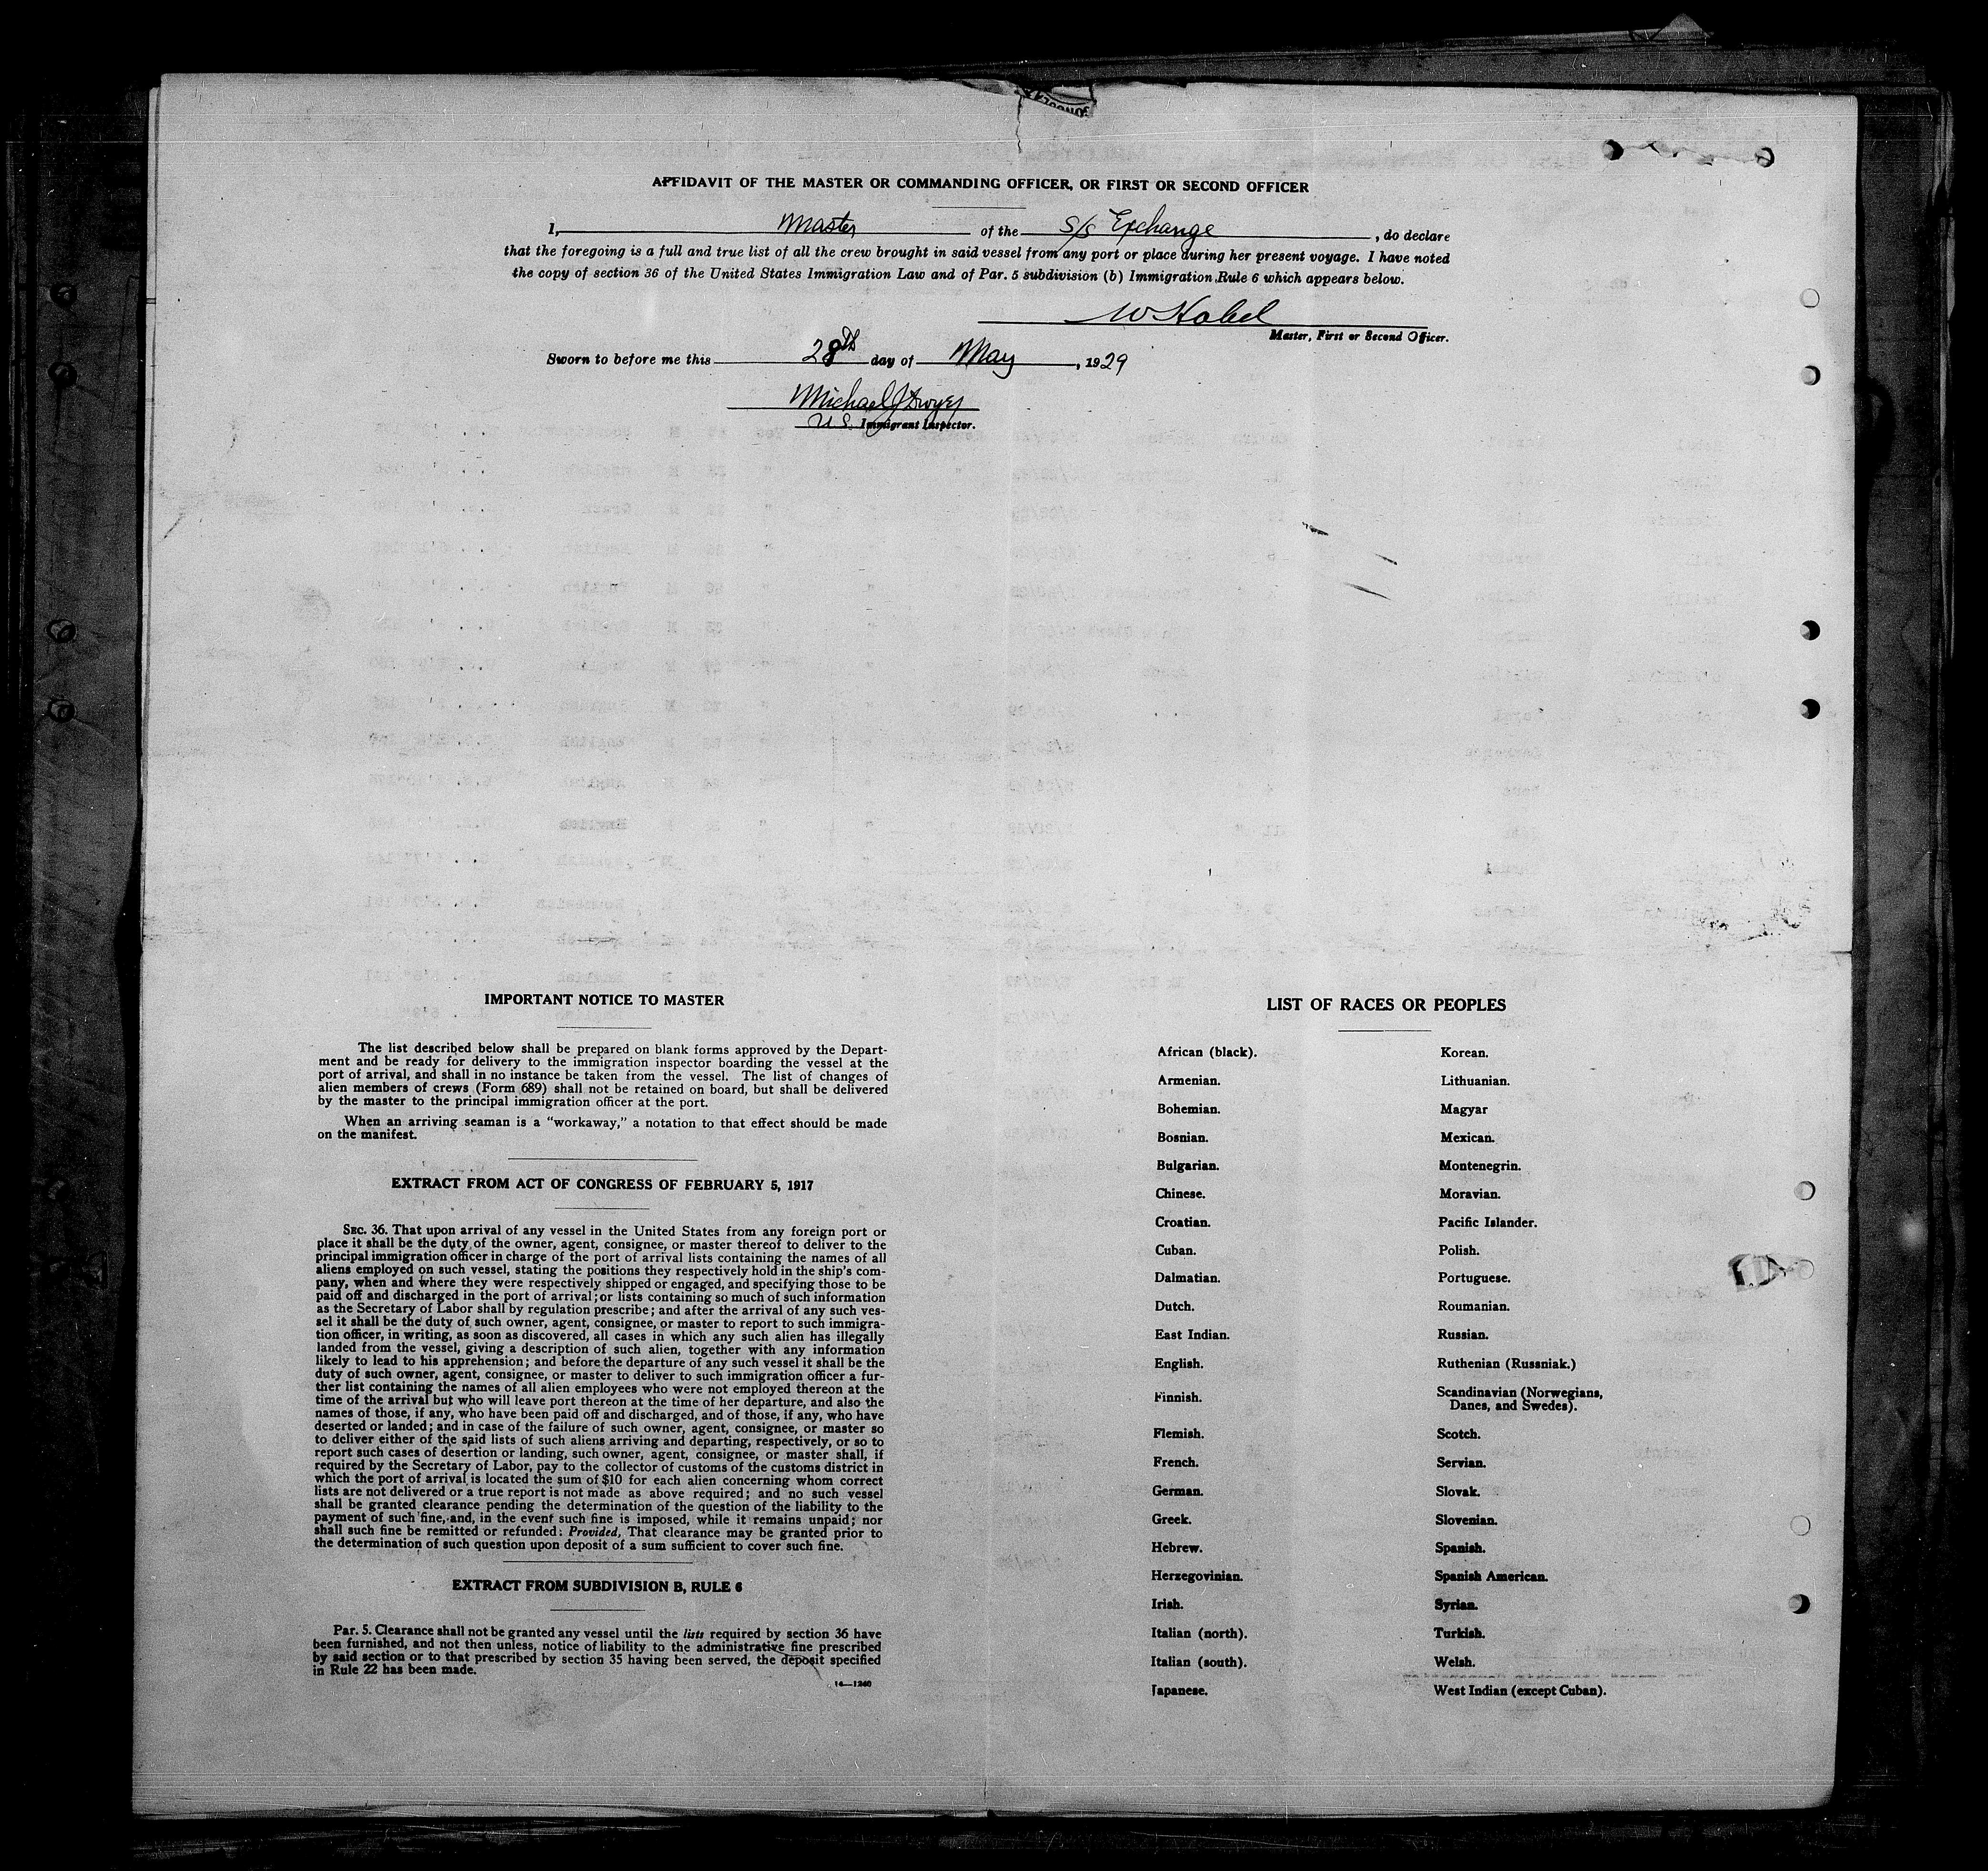 AFFIDAVIT OF THE MASTER OR COMMANDING OFFICER, OR FIRST OR SECOND OFFICER
I, Master of the S/S Exchange, do declare
that the foregoing is a full and true list of all the crew brought in said vessel from any port or place during her present voyage. I have noted
the copy of section 36 of the United States Immigration Law and of Par. 5 subdivision (b) Immigration Rule 6 which appears below.
Master, First or Second Officer.
Sworn to before me this 28th day of May, 1929
Michael J Dwyer
U.S. Immigrant Inspector.
IMPORTANT NOTICE TO MASTER
The list described below shall be prepared on blank forms approved by the Depart-
ment and be ready for delivery to the immigration inspector boarding the vessel at the
port of arrival, and shall in no instance be taken from the vessel. The list of changes of
alien members of crews (Form 689) shall not be retained on board, but shall be delivered
by the master to the principal immigration officer at the port.
When an arriving seaman is a "workaway," a notation to that effect should be made
on the manifest.
EXTRACT FROM ACT OF CONGRESS OF FEBRUARY 5, 1917
SEC. 36. That upon arrival of any vessel in the United States from any foreign port or
place it shall be the duty of the owner, agent, consignee, or master thereof to deliver to the
principal immigration officer in charge of the port of arrival lists containing the names of all
aliens employed on such vessel, stating the positions they respectively hold in the ship's com-
pany, when and where they were respectively shipped or engaged, and specifying those to be
paid off and discharged in the port of arrival; or lists containing so much of such information
as the Secretary of Labor shall by regulation prescribe; and after the arrival of any such ves-
sel it shall be the duty of such owner, agent, consignee, or master to report to such immigra-
tion officer, in writing, as soon as discovered, all cases in which any such alien has illegally
landed from the vessel, giving a description of such alien, together with any information
likely to lead to his apprehension; and before the departure of any such vessel it shall be the
duty of such owner, agent, consignee, or master to deliver to such immigration officer a fur-
ther list containing the names of all alien employees who were not employed thereon at the
time of the arrival but who will leave port thereon at the time of her departure, and also the
names of those, if any, who have been paid off and discharged, and of those, if any, who have
deserted or landed; and in case of the failure of such owner, agent, consignee, or master so
to deliver either of the said lists of such aliens arriving and departing, respectively, or so to
report such cases of desertion or landing, such owner, agent, consignee, or master shall, if
required by the Secretary of Labor, pay to the collector of customs of the customs district in
which the port of arrival is located the sum of $10 for each alien concerning whom correct
lists are not delivered or a true report is not made as above required; and no such vessel
shall be granted clearance pending the determination of the question of the liability to the
payment of such fine, and, in the event such fine is imposed, while it remains unpaid; nor
shall such fine be remitted or refunded: Provided, That clearance may be granted prior to
the determination of such question upon deposit of a sum sufficient to cover such fine.
EXTRACT FROM SUBDIVISION B, RULE 6
Par. 5. Clearance shall not be granted any vessel until the lists required by section 36 have
been furnished, and not then unless, notice of liability to the administrative fine prescribed
by said section or to that prescribed by section 35 having been served, the deposit specified
in Rule 22 has been made.
14—1240
LIST OF RACES OR PEOPLES
African (black).
Armenian.
Bohemian.
Bosnian.
Bulgarian.
Chinese.
Croatian.
Cuban.
Dalmatian.
Dutch.
East Indian.
English.
Finnish.
Flemish.
French.
German.
Greek.
Hebrew.
Herzegovinian.
Irish.
Italian (north).
Italian (south).
Japanese.
Korean.
Lithuanian.
Magyar
Mexican.
Montenegrin.
Moravian.
Pacific Islander.
Polish.
Portuguese.
Roumanian.
Russian.
Ruthenian (Russniak.)
Scandinavian (Norwegians,
Danes, and Swedes).
Scotch.
Servian.
Slovak.
Slovenian.
Spanish.
Spanish American.
Syrian.
Turkish.
Welsh.
West Indian (except Cuban).